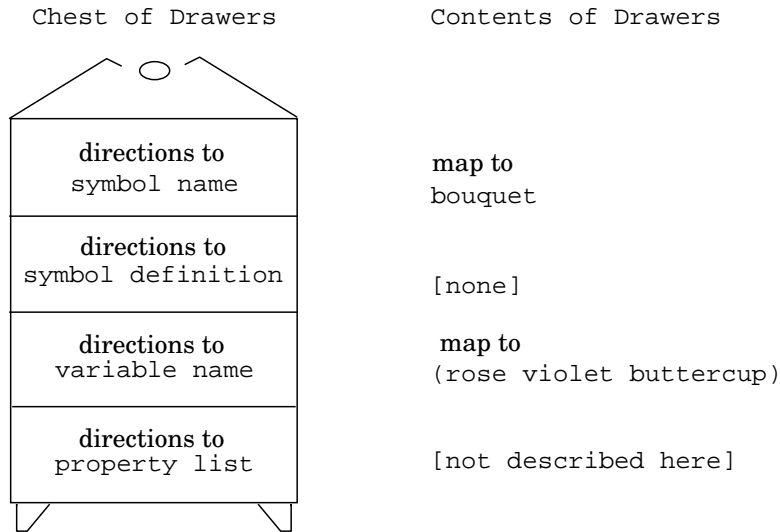 Chest of Drawers
Contents of Drawers
directions to
symbol name
map to
bouquet
directions to
symbol definition
[none]
directions to
variable name
map to
(rose violet buttercup)
directions to
property list
[not described here]